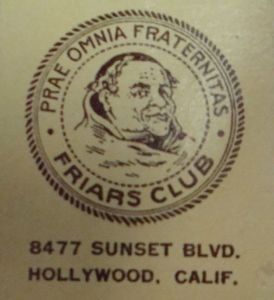 PRAE OMNIA FRATERNITAS
FRIARS CLUB
8477 SUNSET BLVD.
HOLLYWOOD, CALIF.